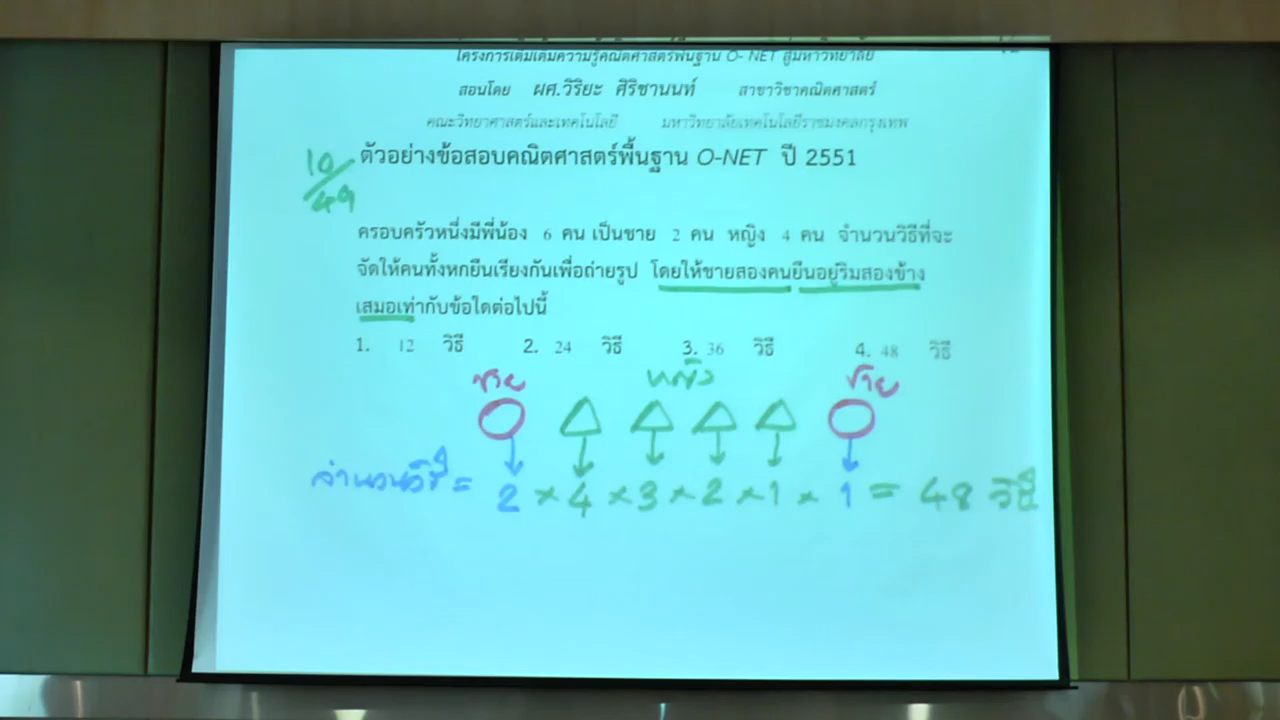 โครงการเติมเต็มความรู้คณิตศาสตร์พื้นฐาน O- NET สู่มหาวิทยาลัย
สอนโดย ผศ.วิริยะ ศิริชานนท์ สาขาวิชาคณิตศาสตร์
คณะวิทยาศาสตร์และเทคโนโลยี มหาวิทยาลัยเทคโนโลยีราชมงคลกรุงเทพ
10/49 ตัวอย่างข้อสอบคณิตศาสตร์พื้นฐาน O-NET ปี 2551
ครอบครัวหนึ่งมีพี่น้อง 6 คน เป็นชาย 2 คน หญิง 4 คน จำนวนวิธีที่จะ
จัดให้คนทั้งหกยืนเรียงกันเพื่อถ่ายรูป โดยให้ชายสองคนยืนอยู่ริมสองข้าง
เสมอเท่ากับข้อใดต่อไปนี้
1. 12 วิธี 2. 24 วิธี 3. 36 วิธี 4. 48 วิธี
ชาย หญิง ชาย
จำนวนวิธี = 2 × 4 × 3 × 2 × 1 × 1 = 48 วิธี